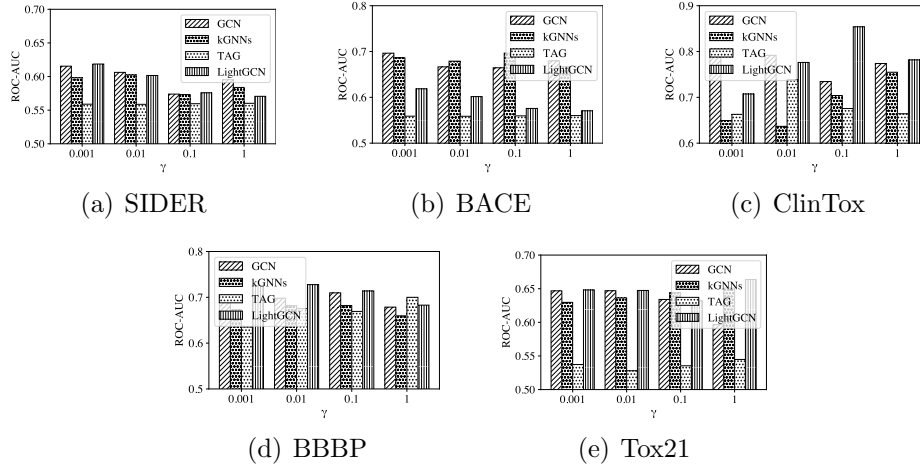 0.70
0.65
0.60
0.55
0.50
ROC-AUC
GCN
kGNNs
TAG
LightGCN
0.001 0.01 0.1 1
γ
(a) SIDER
0.8
0.7
0.6
0.5
ROC-AUC
GCN
kGNNs
TAG
LightGCN
0.001 0.01 0.1 1
γ
(b) BACE
0.9
0.8
0.7
0.6
ROC-AUC
GCN
kGNNs
TAG
LightGCN
0.001 0.01 0.1 1
γ
(c) ClinTox
0.8
0.7
0.6
0.5
ROC-AUC
GCN
kGNNs
TAG
LightGCN
0.001 0.01 0.1 1
γ
(d) BBBP
0.70
0.65
0.60
0.55
0.50
ROC-AUC
GCN
kGNNs
TAG
LightGCN
0.001 0.01 0.1 1
γ
(e) Tox21